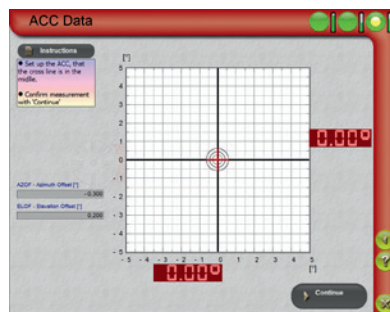 ACC Data
Instructions
● Set up the ACC, that
the cross line is in the
midlle.
● Confirm measurement
with 'Continue'
[°]
5
4
3
2
1
0
- 1
- 2
- 3
- 4
- 5
- 5 - 4 - 3 - 2 - 1 0 1 2 3 4 5
[°]
0.00°
0.00°
AZOF - Azimuth Offset [°]
-0,300
ELOF - Elevation Offset [°]
0,200
Continue
?